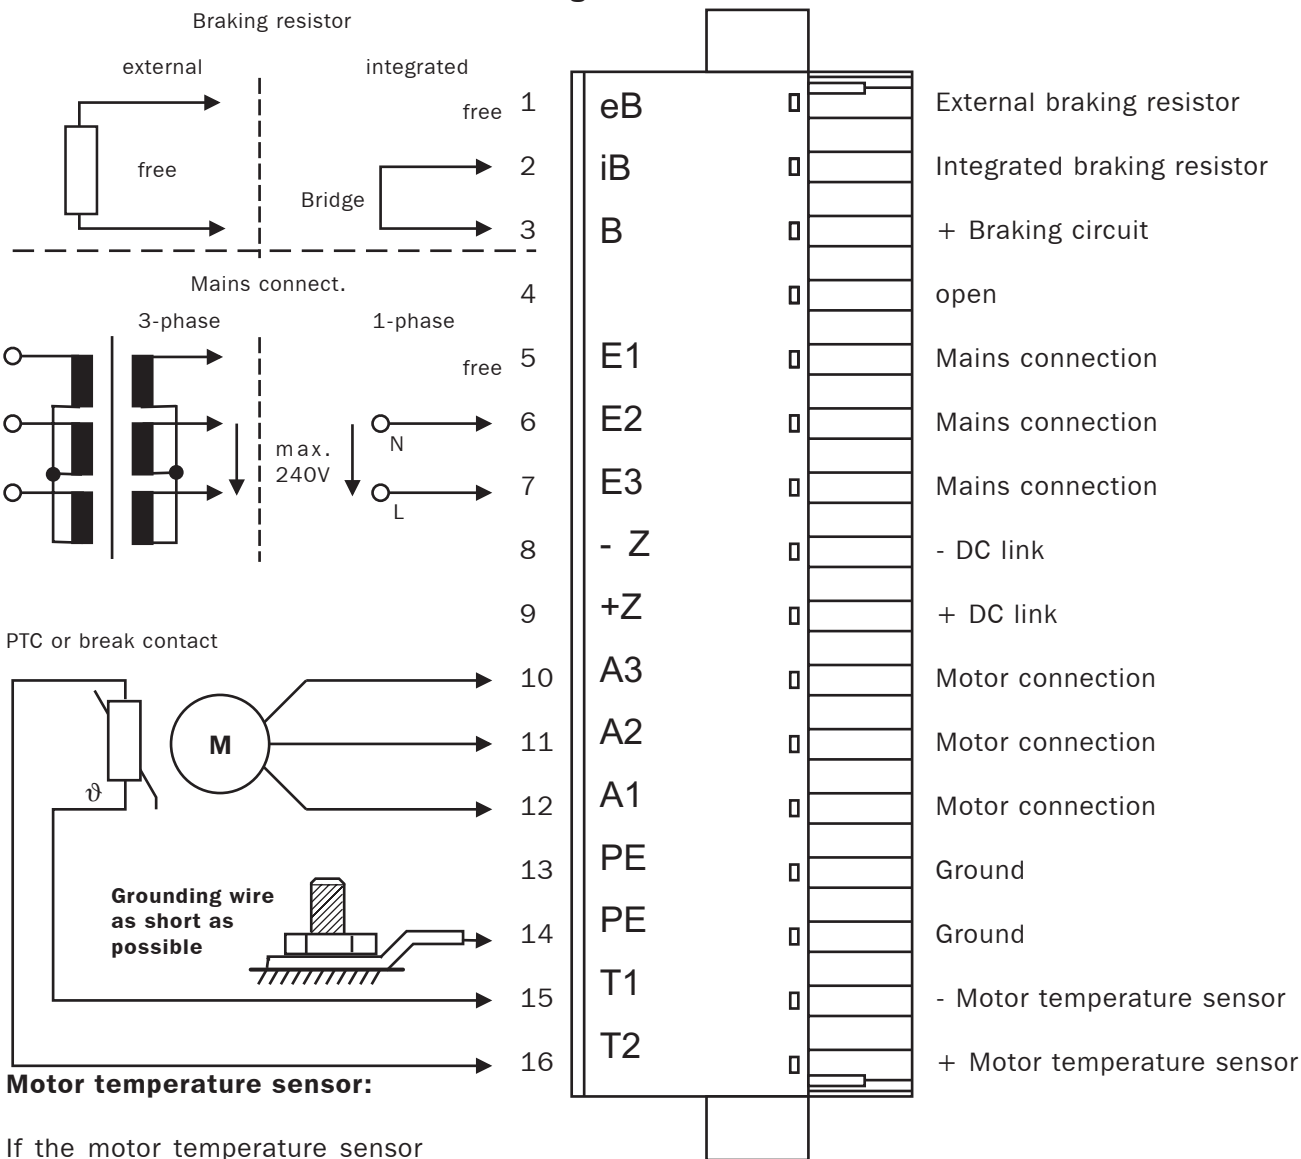 Braking resistor
external
integrated
free 1 eB External braking resistor
free
2 iB Integrated braking resistor
Bridge
3 B + Braking circuit
Mains connect.
4 open
3-phase
1-phase
free 5 E1 Mains connection
6 E2 Mains connection
N
max.
240V
7 E3 Mains connection
L
8 - Z - DC link
9 +Z + DC link
PTC or break contact
10 A3 Motor connection
M
11 A2 Motor connection
ϑ
12 A1 Motor connection
13 PE Ground
Grounding wire
as short as
possible
14 PE Ground
15 T1 - Motor temperature sensor
16 T2 + Motor temperature sensor
Motor temperature sensor:
If the motor temperature sensor